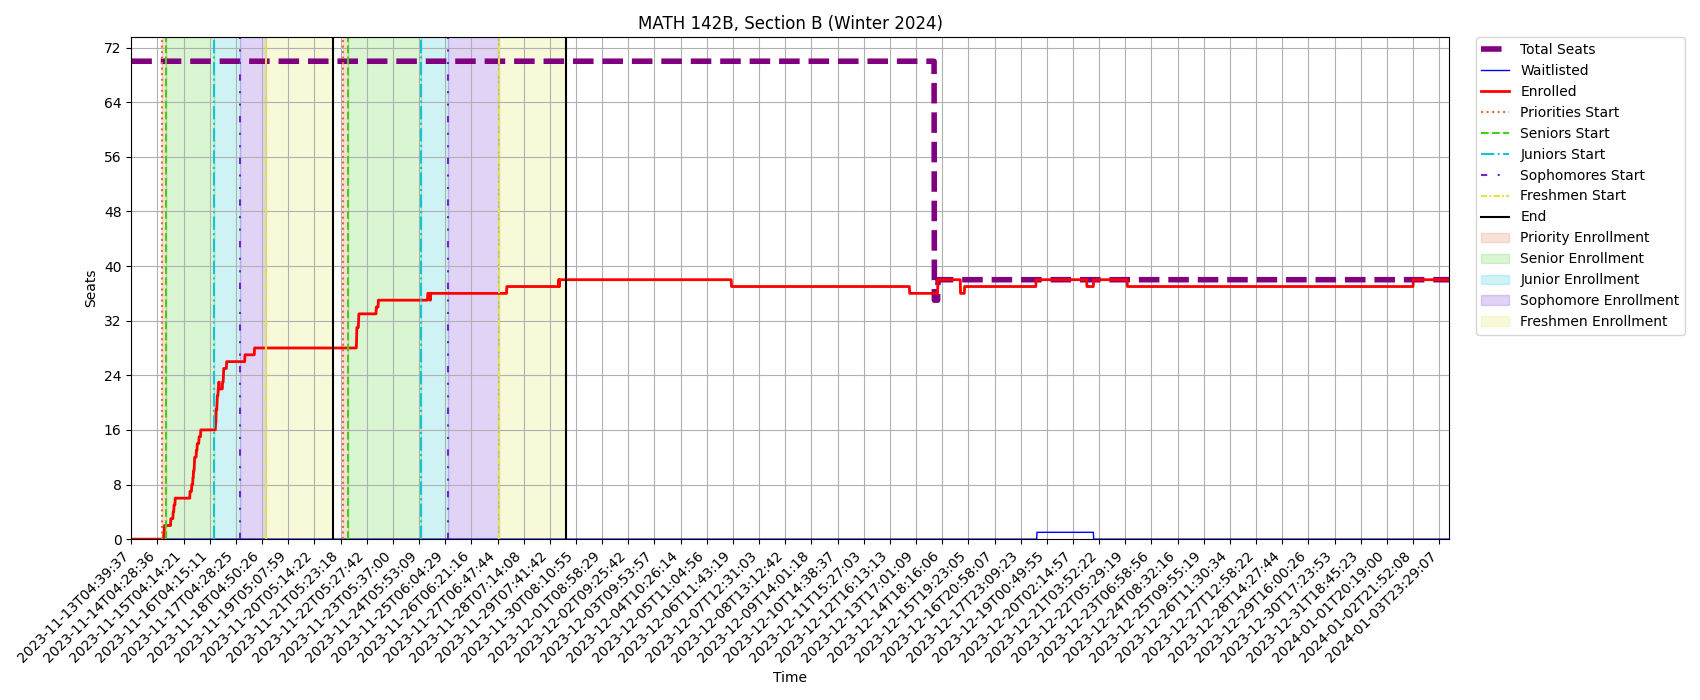 MATH 142B, Section B (Winter 2024)
72
64
56
48
40
32
24
16
8
0
Seats
2023-11-13T04:39:37
2023-11-14T04:28:36
2023-11-15T04:14:21
2023-11-16T04:15:11
2023-11-17T04:28:25
2023-11-18T04:50:26
2023-11-19T05:07:59
2023-11-20T05:14:22
2023-11-21T05:23:18
2023-11-22T05:27:42
2023-11-23T05:37:00
2023-11-24T05:53:09
2023-11-25T06:04:29
2023-11-26T06:21:16
2023-11-27T06:47:44
2023-11-28T07:14:08
2023-11-29T07:41:42
2023-11-30T08:10:55
2023-12-01T08:58:29
2023-12-02T09:25:42
2023-12-03T09:53:57
2023-12-04T10:26:14
2023-12-05T11:04:56
2023-12-06T11:43:19
2023-12-07T12:31:03
2023-12-08T13:12:42
2023-12-09T14:01:18
2023-12-10T14:38:37
2023-12-11T15:27:03
2023-12-12T16:13:13
2023-12-13T17:01:09
2023-12-14T18:16:06
2023-12-15T19:23:05
2023-12-16T20:58:07
2023-12-17T23:09:23
2023-12-19T00:49:55
2023-12-20T02:14:57
2023-12-21T03:52:22
2023-12-22T05:29:19
2023-12-23T06:58:56
2023-12-24T08:32:16
2023-12-25T09:55:19
2023-12-26T11:30:34
2023-12-27T12:58:22
2023-12-28T14:27:44
2023-12-29T16:00:26
2023-12-30T17:23:53
2023-12-31T18:45:23
2024-01-01T20:19:00
2024-01-02T21:52:08
2024-01-03T23:29:07
Time
Total Seats
Waitlisted
Enrolled
Priorities Start
Seniors Start
Juniors Start
Sophomores Start
Freshmen Start
End
Priority Enrollment
Senior Enrollment
Junior Enrollment
Sophomore Enrollment
Freshmen Enrollment